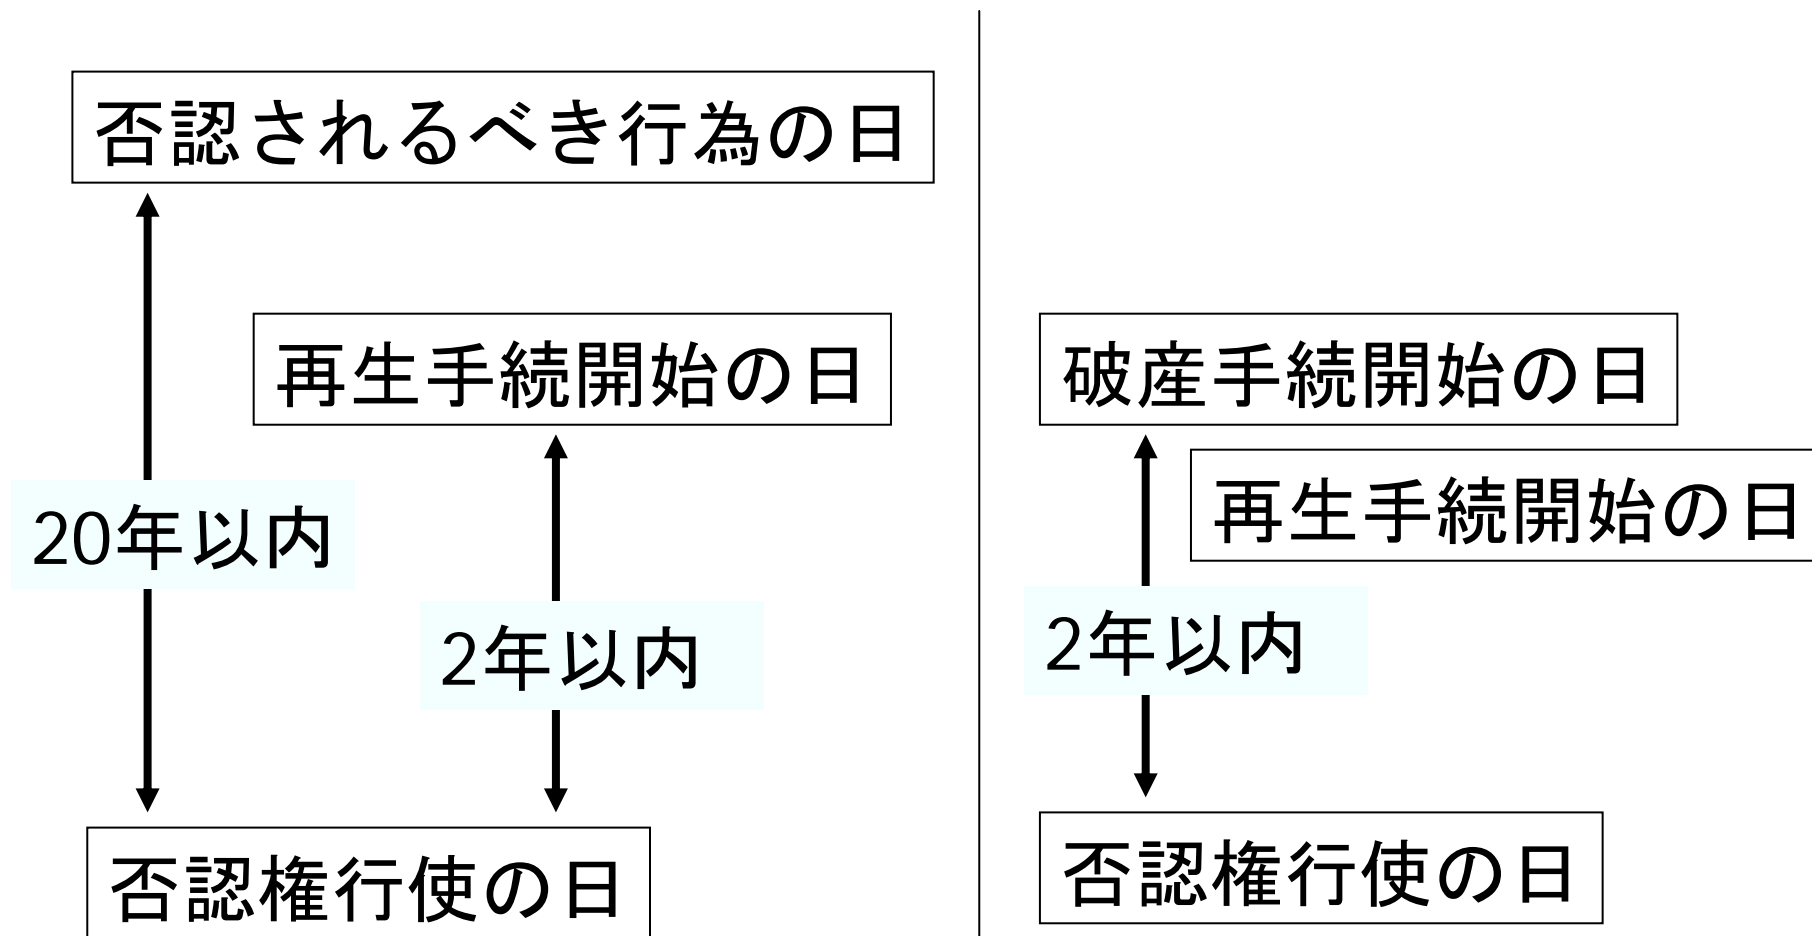 否認されるべき行為の日
再生手続開始の日
20年以内
2年以内
否認権行使の日
破産手続開始の日
再生手続開始の日
2年以内
否認権行使の日